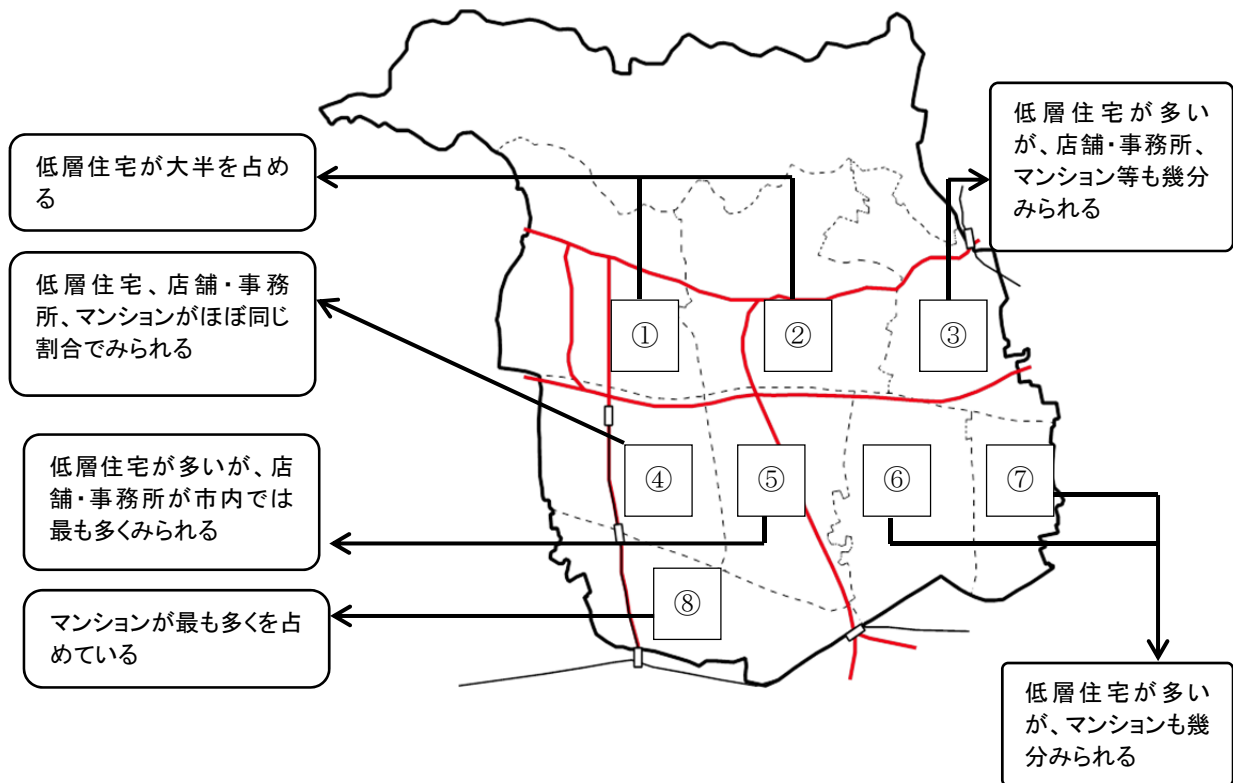 低層住宅が大半を占め
る
低層住宅、店舗・事務
所、マンションがほぼ同じ
割合でみられる
低層住宅が多いが、店
舗・事務所が市内では
最も多くみられる
マンションが最も多くを占
めている
低層住宅が多い
が、店舗・事務所、
マンション等も幾分
みられる
①
②
③
④
⑤
⑥
⑦
⑧
低層住宅が多い
が、マンションも幾
分みられる